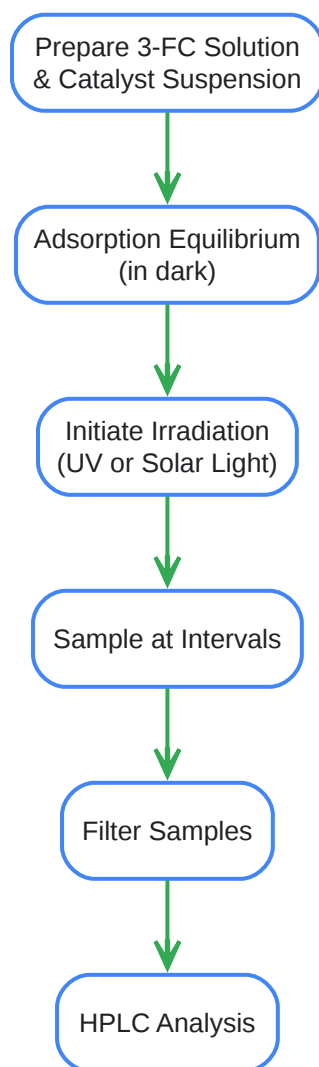 Prepare 3-FC Solution
& Catalyst Suspension
Adsorption Equilibrium
(in dark)
Initiate Irradiation
(UV or Solar Light)
Sample at Intervals
Filter Samples
HPLC Analysis